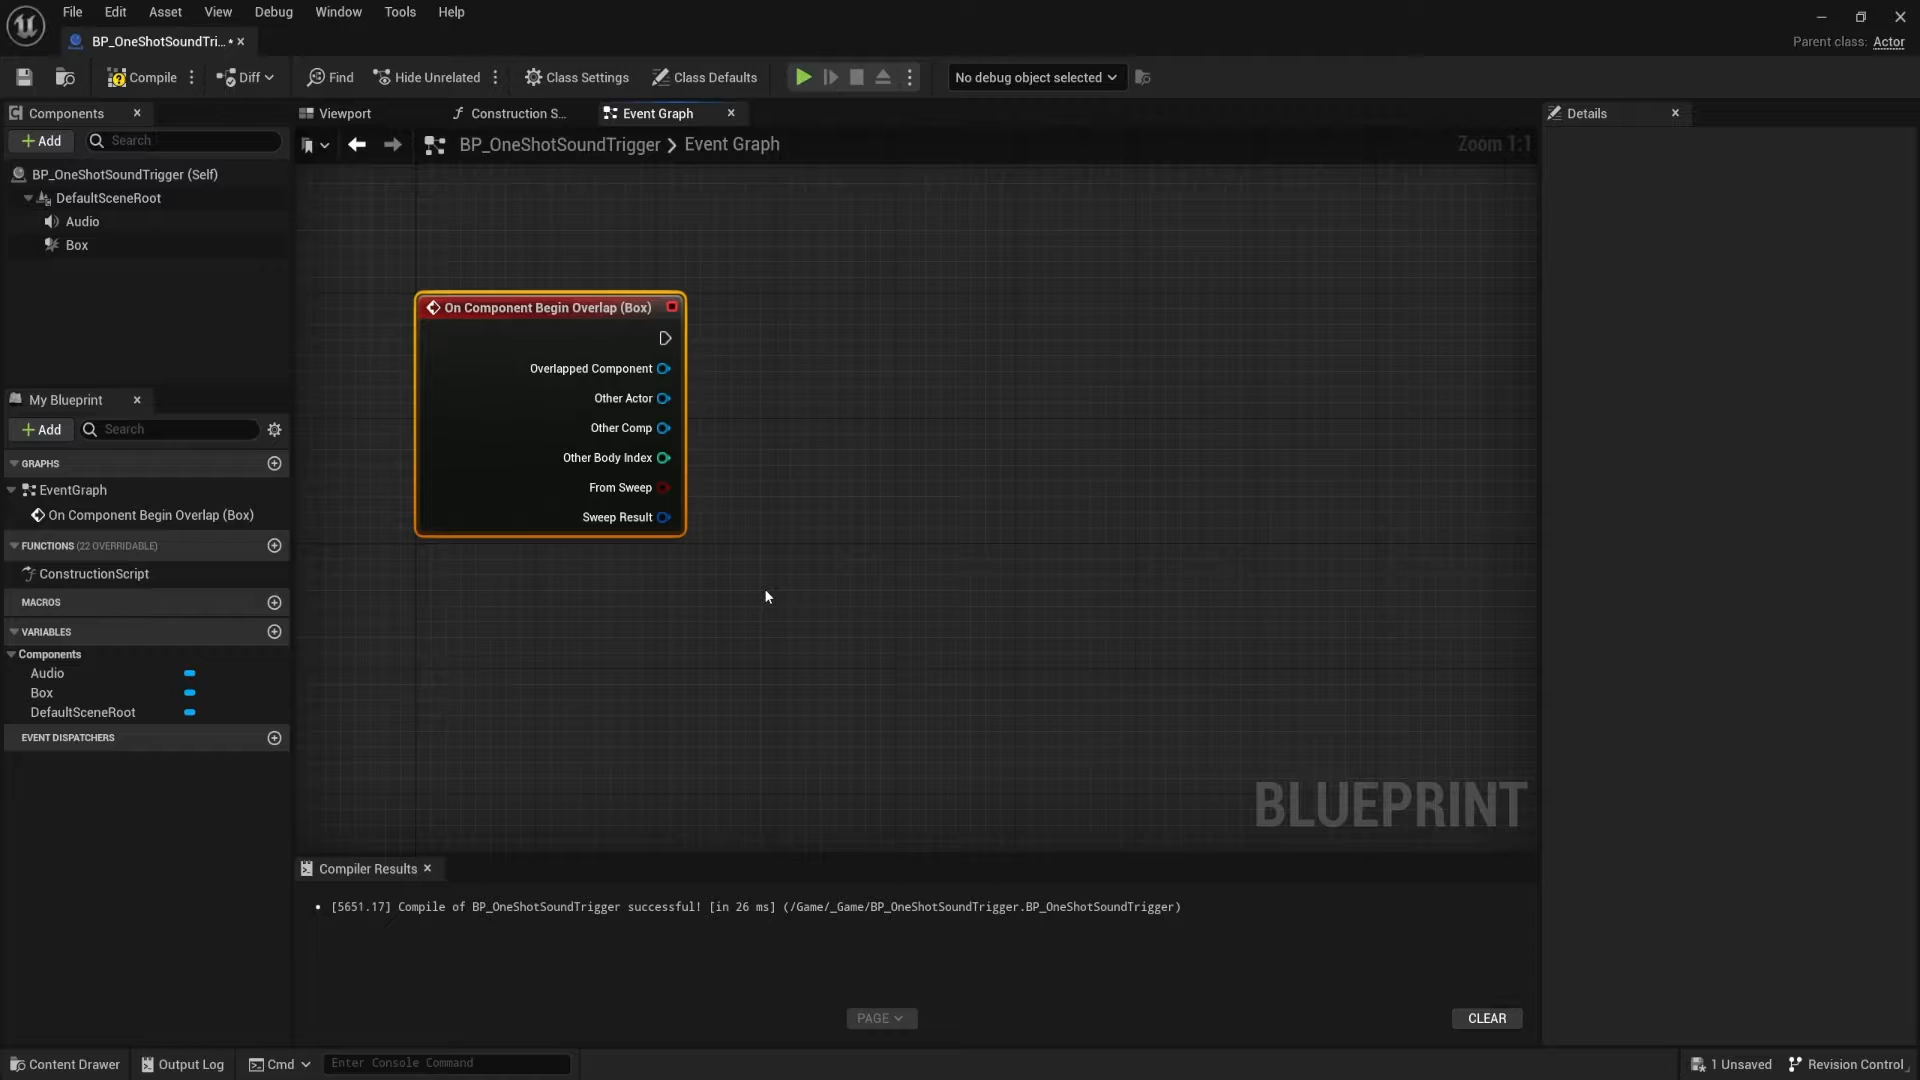 File Edit Asset View Debug Window Tools Help
BP_OneShotSoundTri... •
Parent class: Actor
Compile Diff Find Hide Unrelated Class Settings Class Defaults No debug object selected
Components
Viewport Construction S... Event Graph
Details
Add Search
BP_OneShotSoundTrigger > Event Graph
Zoom 1:1
BP_OneShotSoundTrigger (Self)
DefaultSceneRoot
Audio
Box
On Component Begin Overlap (Box)
Overlapped Component
Other Actor
Other Comp
Other Body Index
From Sweep
Sweep Result
My Blueprint
Add Search
GRAPHS
EventGraph
On Component Begin Overlap (Box)
FUNCTIONS (22 OVERRIDABLE)
ConstructionScript
MACROS
VARIABLES
Components
Audio
Box
DefaultSceneRoot
EVENT DISPATCHERS
BLUEPRINT
Compiler Results
• [5651.17] Compile of BP_OneShotSoundTrigger successful! [in 26 ms] (/Game/_Game/BP_OneShotSoundTrigger.BP_OneShotSoundTrigger)
PAGE
CLEAR
Content Drawer Output Log Cmd Enter Console Command
1 Unsaved Revision Control